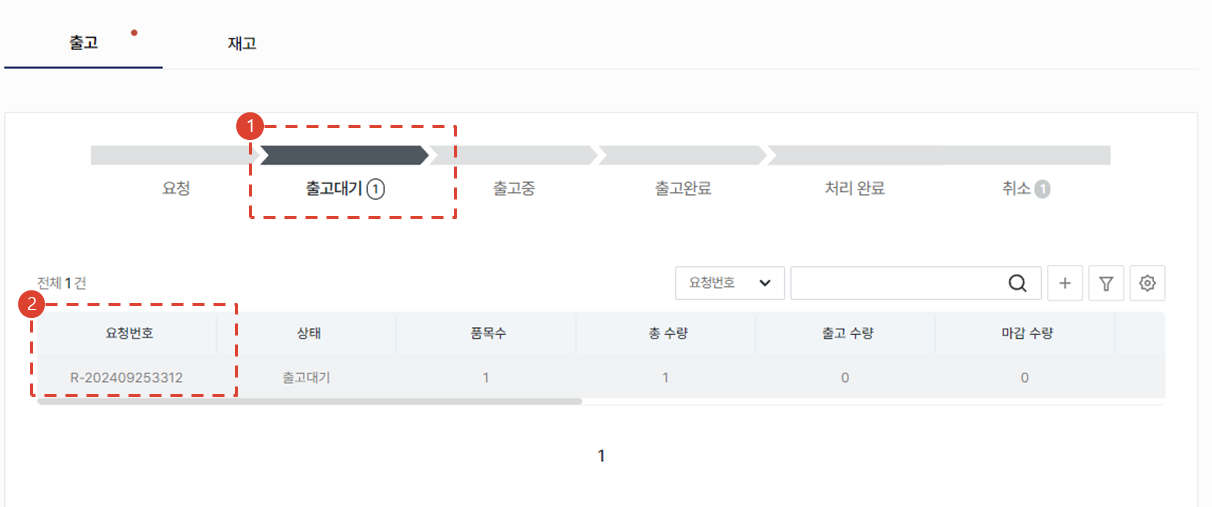 출고 재고
1
요청 출고대기 1 출고중 출고완료 처리 완료 취소 1
전체 1 건 요청번호
2
요청번호 상태 품목수 총 수량 출고 수량 마감 수량
R-202409253312 출고대기 1 1 0 0
1